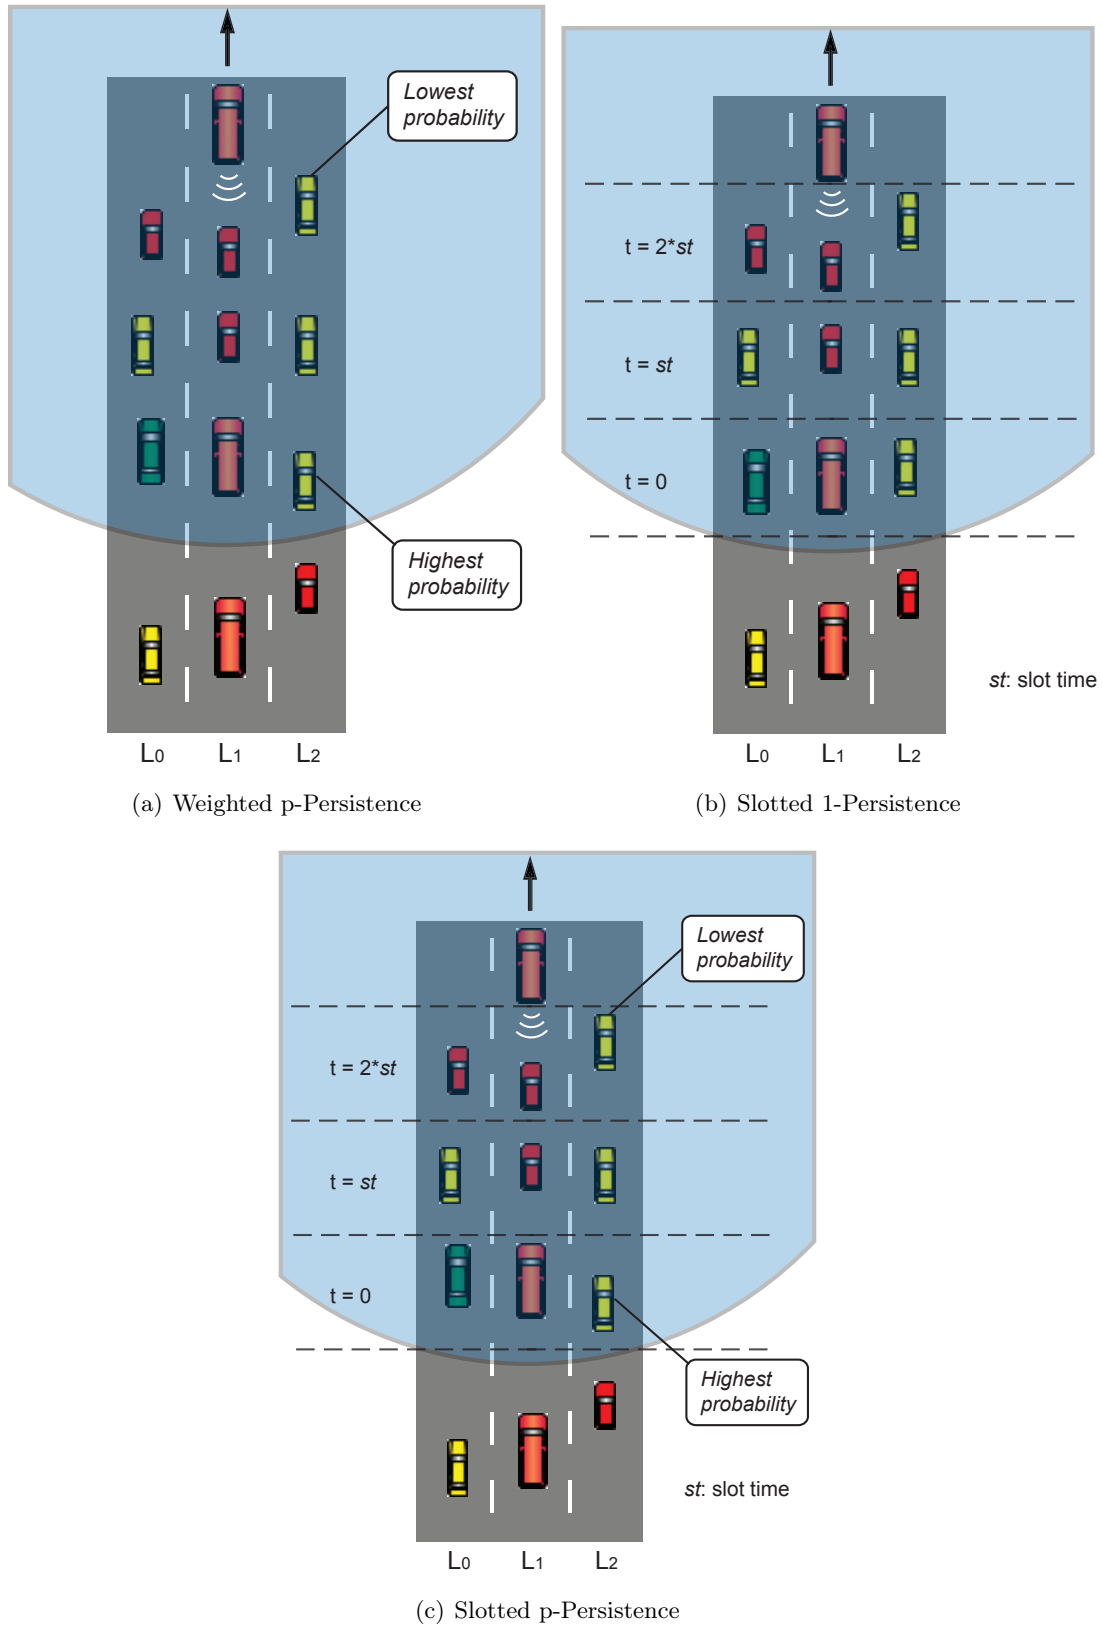 Lowest
probability
Highest
probability
L0 L1 L2
(a) Weighted p-Persistence
t = 2*st
t = st
t = 0
st: slot time
L0 L1 L2
(b) Slotted 1-Persistence
Lowest
probability
t = 2*st
t = st
t = 0
Highest
probability
st: slot time
L0 L1 L2
(c) Slotted p-Persistence